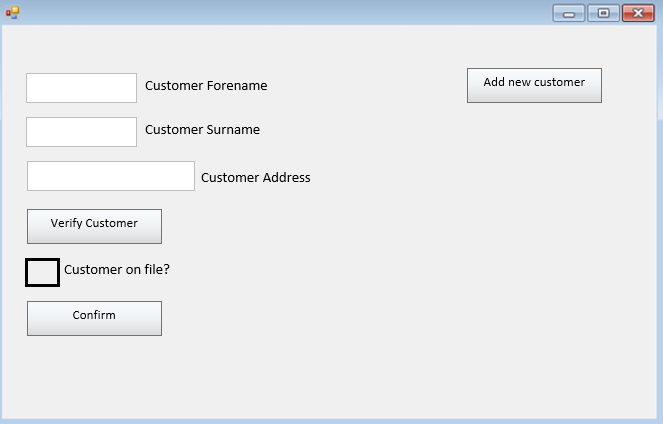 Customer Forename
Add new customer
Customer Surname
Customer Address
Verify Customer
Customer on file?
Confirm